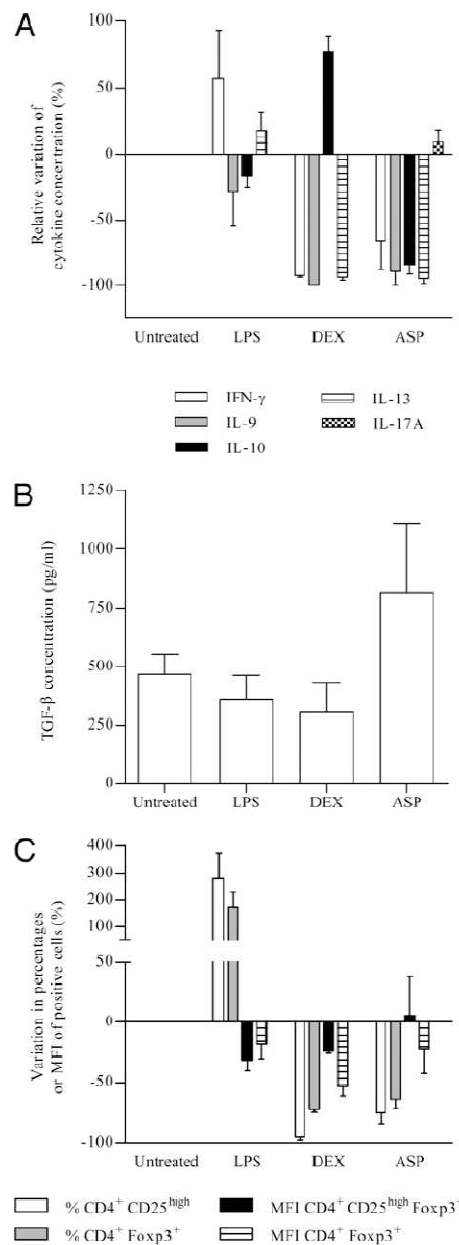 A
Relative variation of
cytokine concentration (%)
100
50
0
-50
-100
Untreated LPS DEX ASP
IFN-γ IL-13
IL-9 IL-17A
IL-10
B
TGF-β concentration (pg/ml)
1250
1000
750
500
250
0
Untreated LPS DEX ASP
C
Variation in percentages
or MFI of positive cells (%)
400
300
200
100
50
0
-50
-100
Untreated LPS DEX ASP
% CD4⁺ CD25ʰⁱᵍʰ MFI CD4⁺ CD25ʰⁱᵍʰ Foxp3⁺
% CD4⁺ Foxp3⁺ MFI CD4⁺ Foxp3⁺